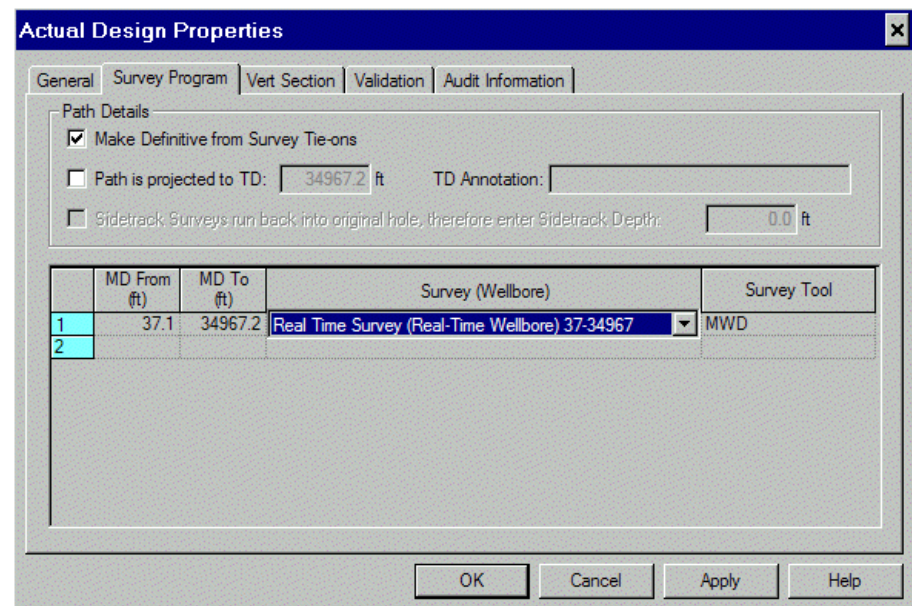 Actual Design Properties
General Survey Program Vert Section Validation Audit Information
Path Details
Make Definitive from Survey Tie-ons
Path is projected to TD: 34967.2 ft TD Annotation:
Sidetrack Surveys run back into original hole, therefore enter Sidetrack Depth: 0.0 ft
MD From (ft) MD To (ft) Survey (Wellbore) Survey Tool
1 37.1 34967.2 Real Time Survey (Real-Time Wellbore) 37-34967 MWD
2
OK Cancel Apply Help